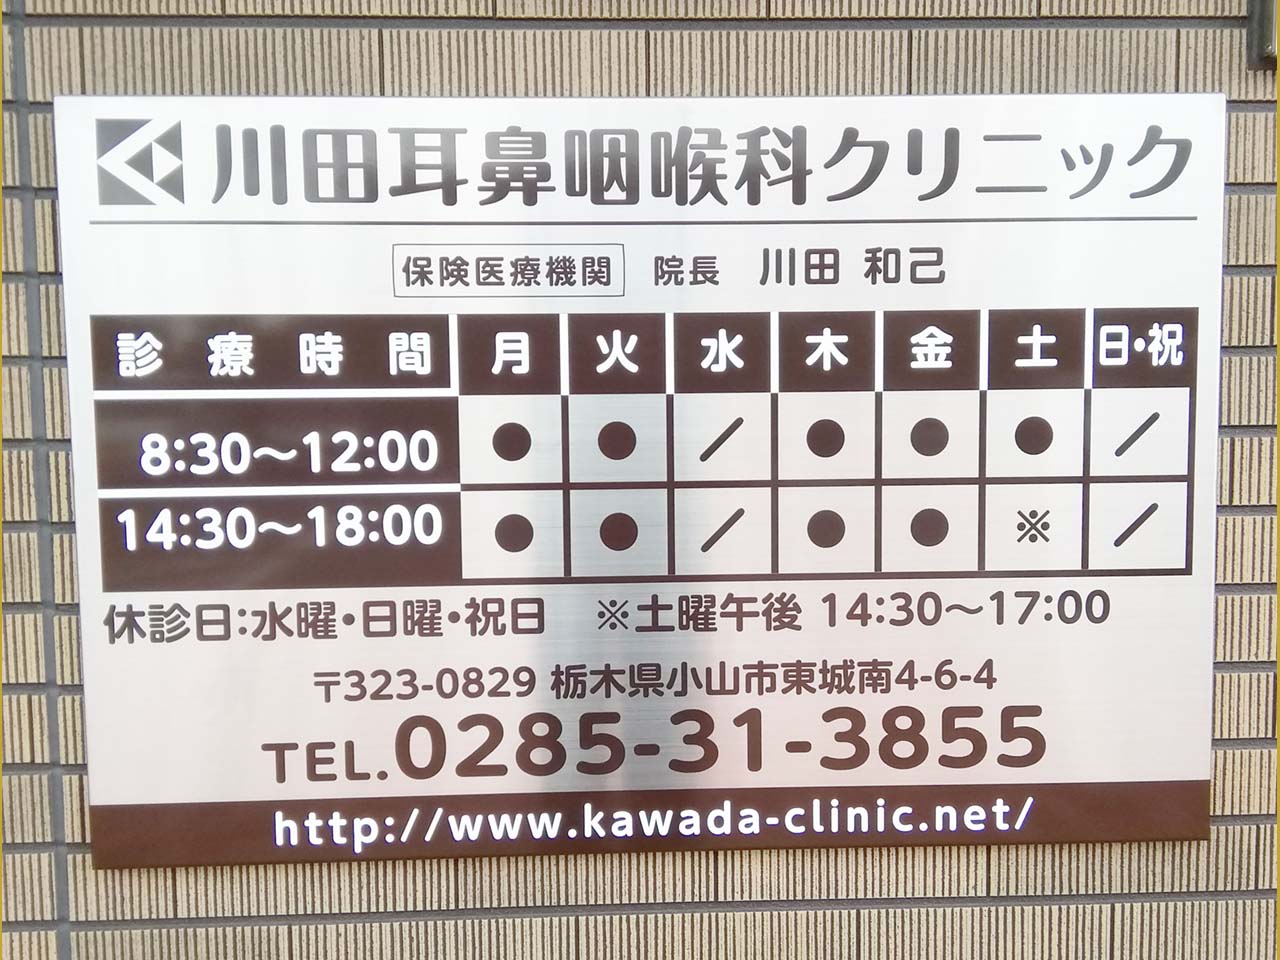 川田耳鼻咽喉科クリニック
保険医療機関 院長 川田 和己
診療時間 月 火 水 木 金 土 日・祝
8:30〜12:00 ● ● ／ ● ● ● ／
14:30〜18:00 ● ● ／ ● ● ※ ／
休診日:水曜・日曜・祝日 ※土曜午後 14:30〜17:00
〒323-0829 栃木県小山市東城南4-6-4
TEL.0285-31-3855
http://www.kawada-clinic.net/